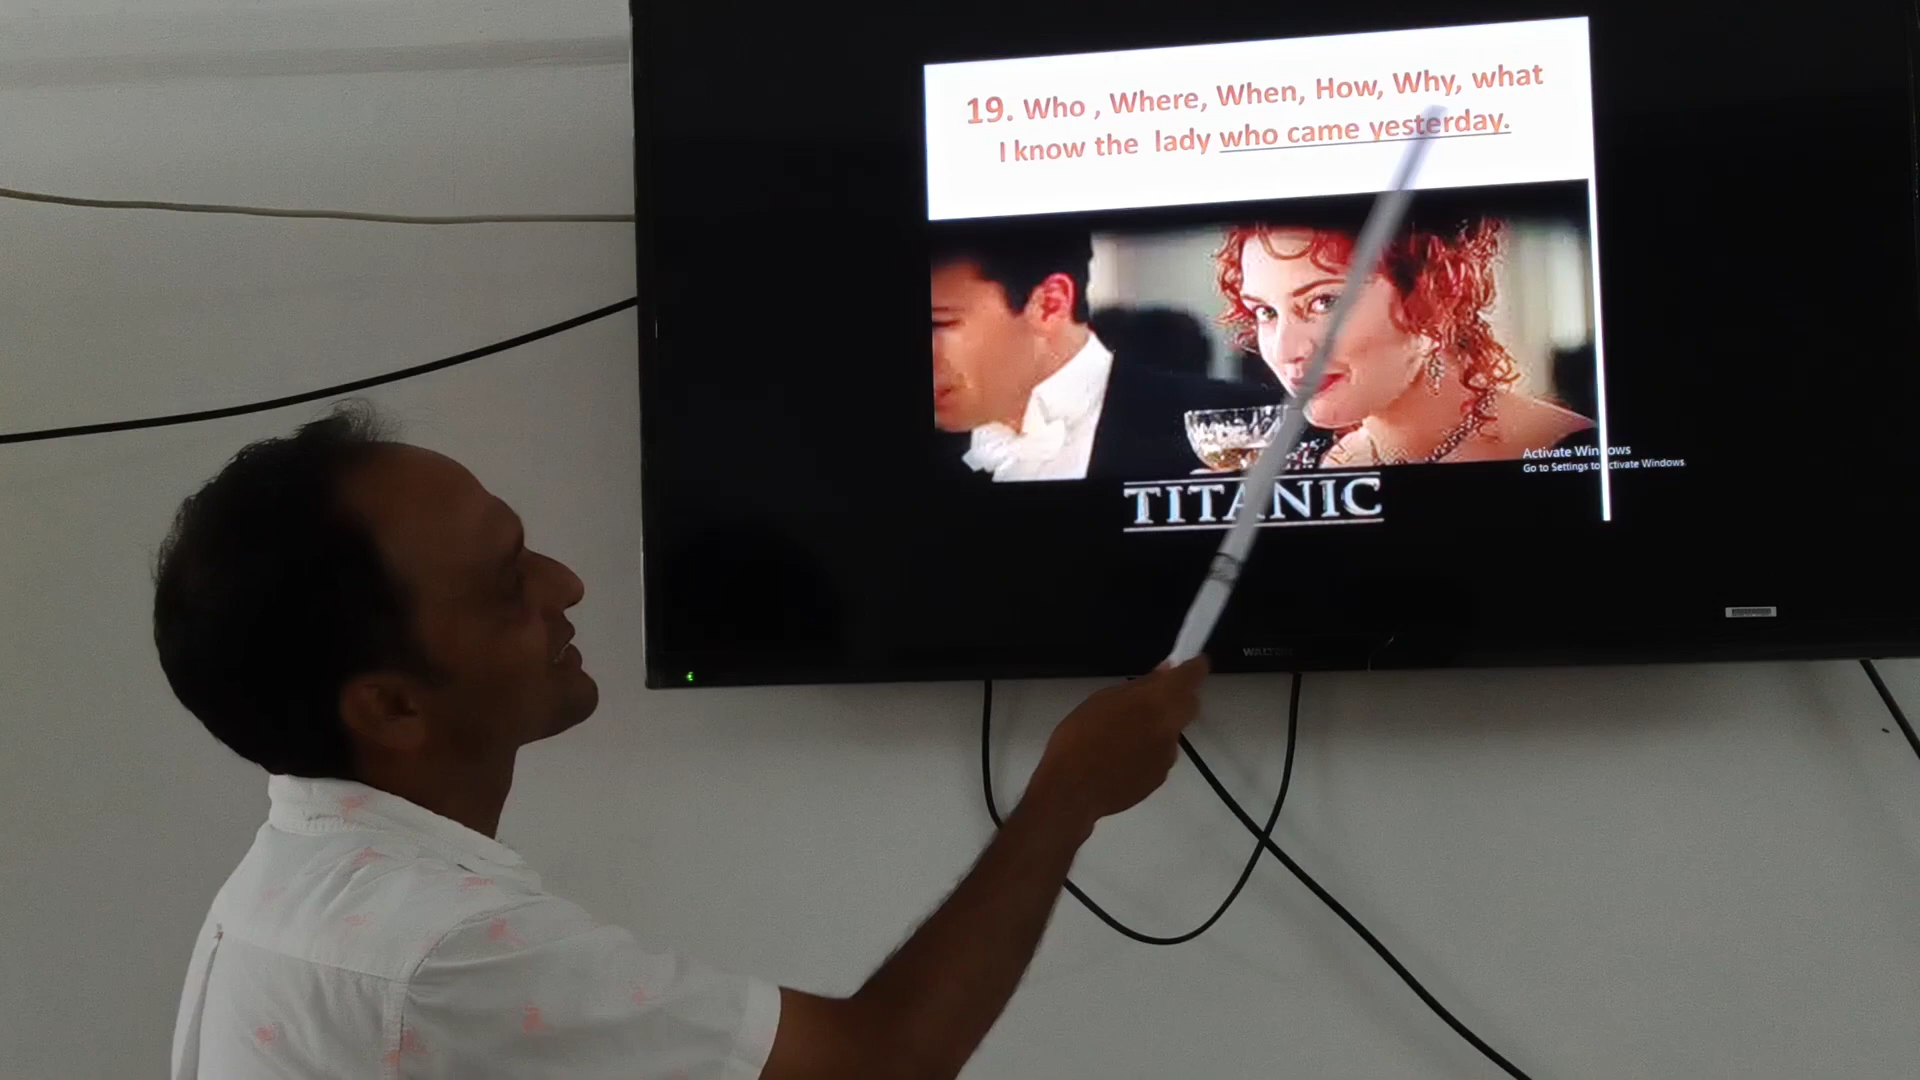 19. Who , Where, When, How, Why, what
I know the lady who came yesterday.
Activate Windows
Go to Settings to activate Windows.
TITANIC
WALTON